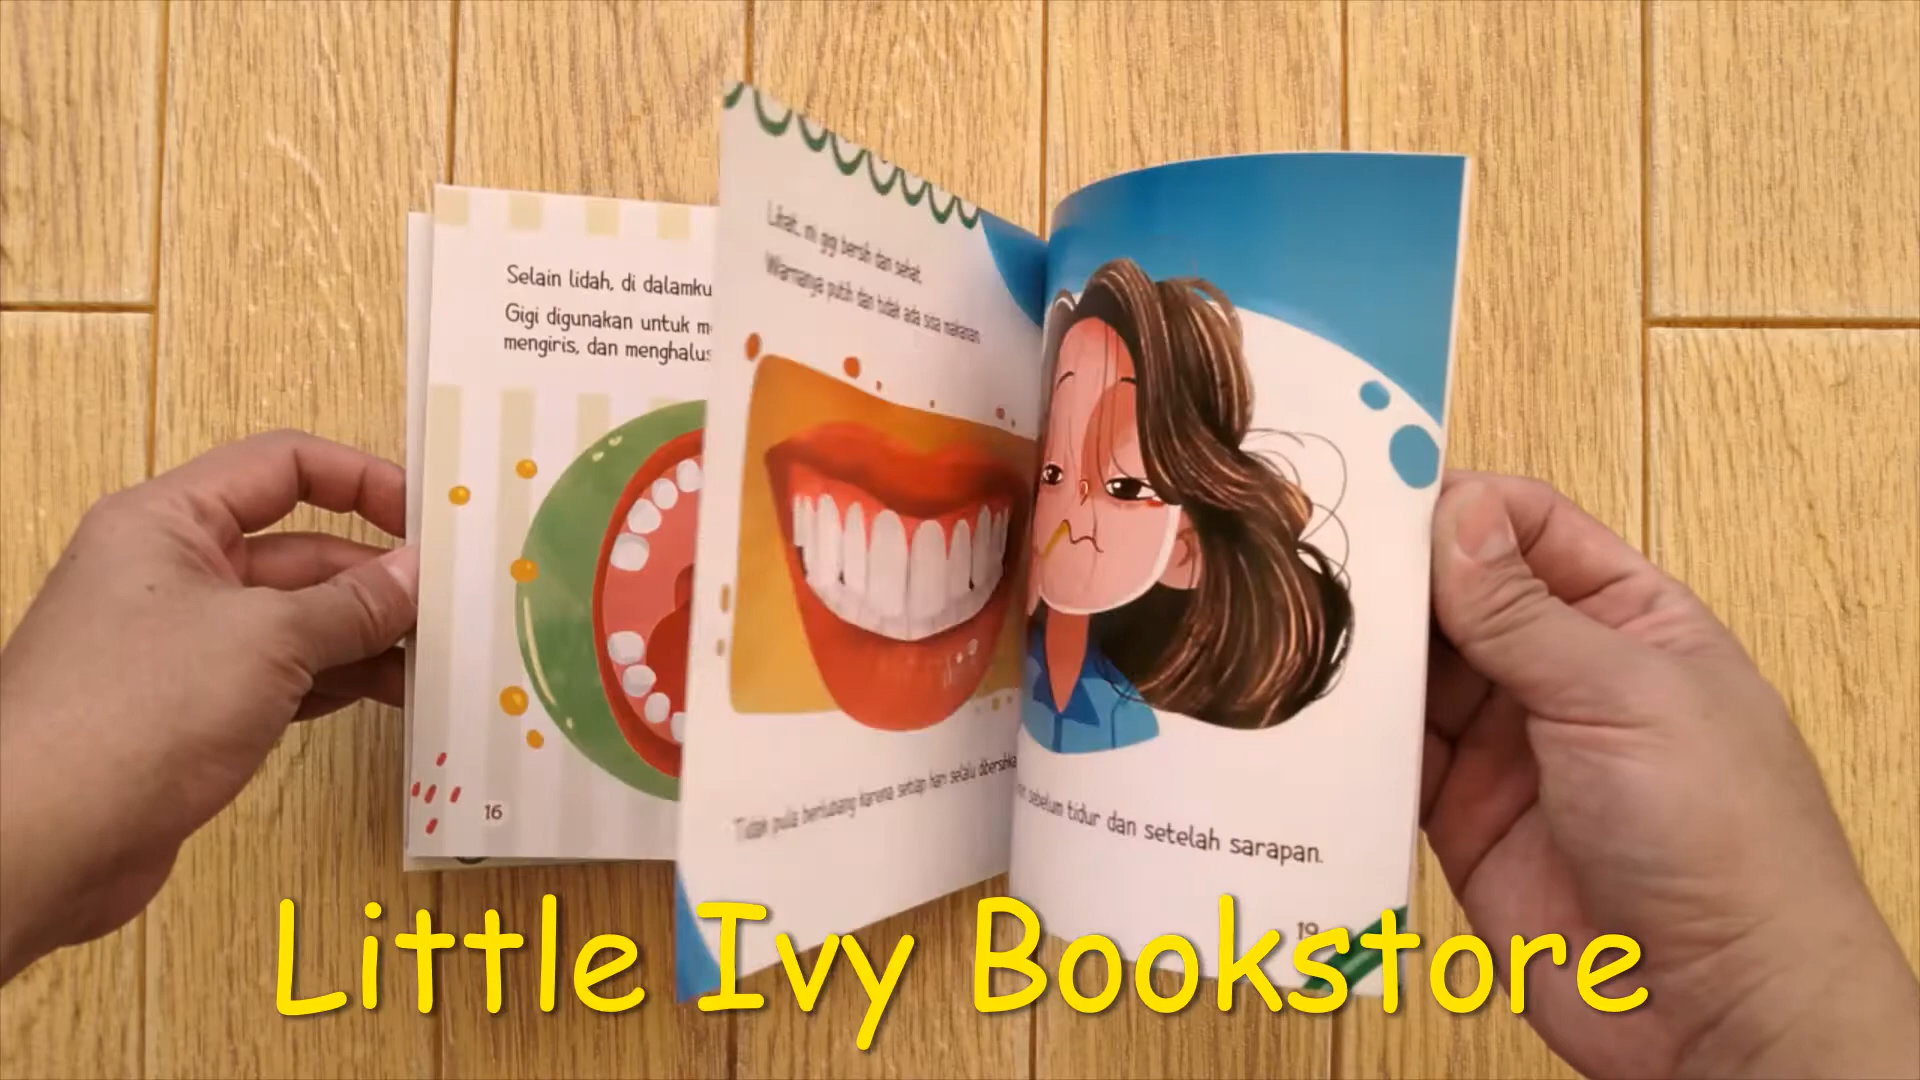 Selain lidah, di dalamku
Gigi digunakan untuk m
mengiris, dan menghalus
16
Lihat, ini gigi bersih dan sehat.
Warnanya putih dan tidak ada sisa makanan.
Tidak pula berlubang karena setiap hari selalu dibersihka
sebelum tidur dan setelah sarapan.
19
Little Ivy Bookstore